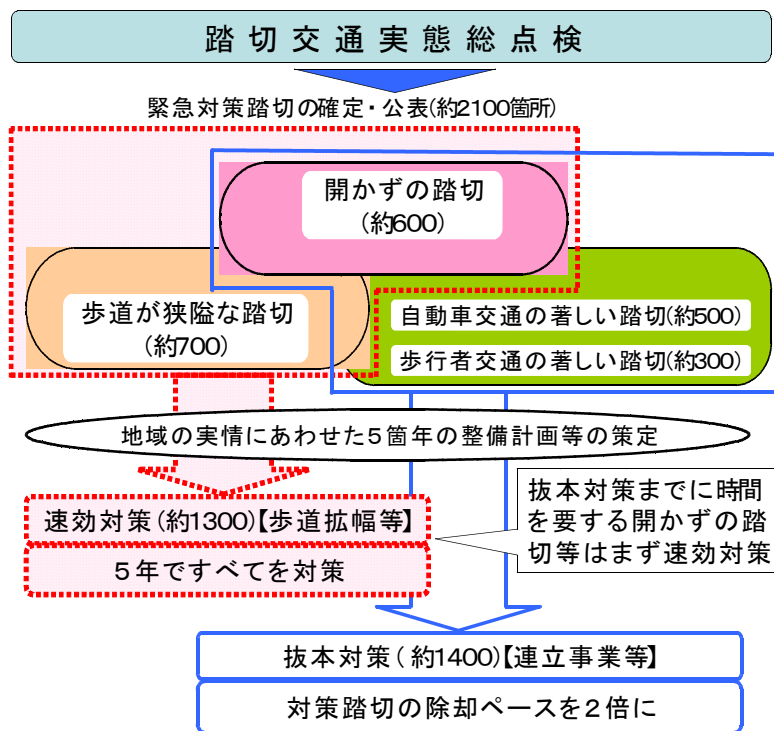 踏切交通実態総点検
緊急対策踏切の確定・公表(約2100箇所)
開かずの踏切
(約600)
歩道が狭隘な踏切
(約700)
自動車交通の著しい踏切(約500)
歩行者交通の著しい踏切(約300)
地域の実情にあわせた5箇年の整備計画等の策定
速効対策(約1300)【歩道拡幅等】
5年ですべてを対策
抜本対策までに時間
を要する開かずの踏
切等はまず速効対策
抜本対策(約1400)【連立事業等】
対策踏切の除却ペースを2倍に